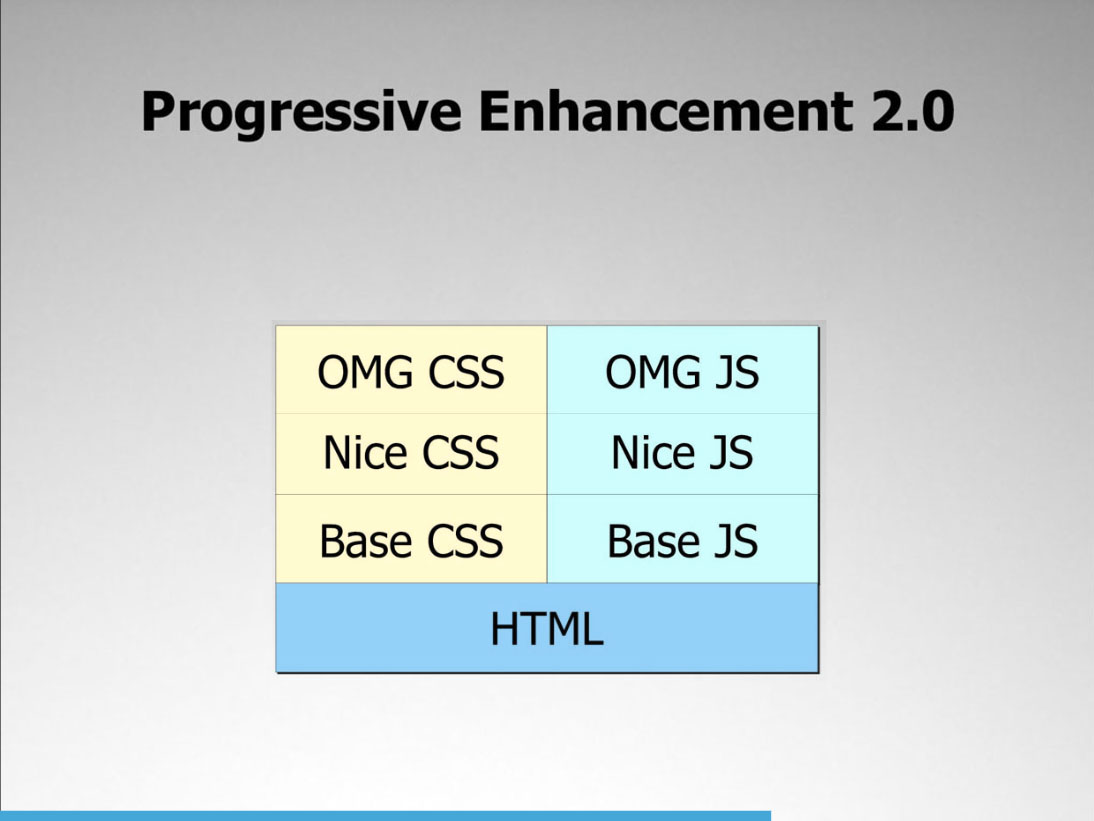 Progressive Enhancement 2.0
OMG CSS OMG JS
Nice CSS Nice JS
Base CSS Base JS
HTML